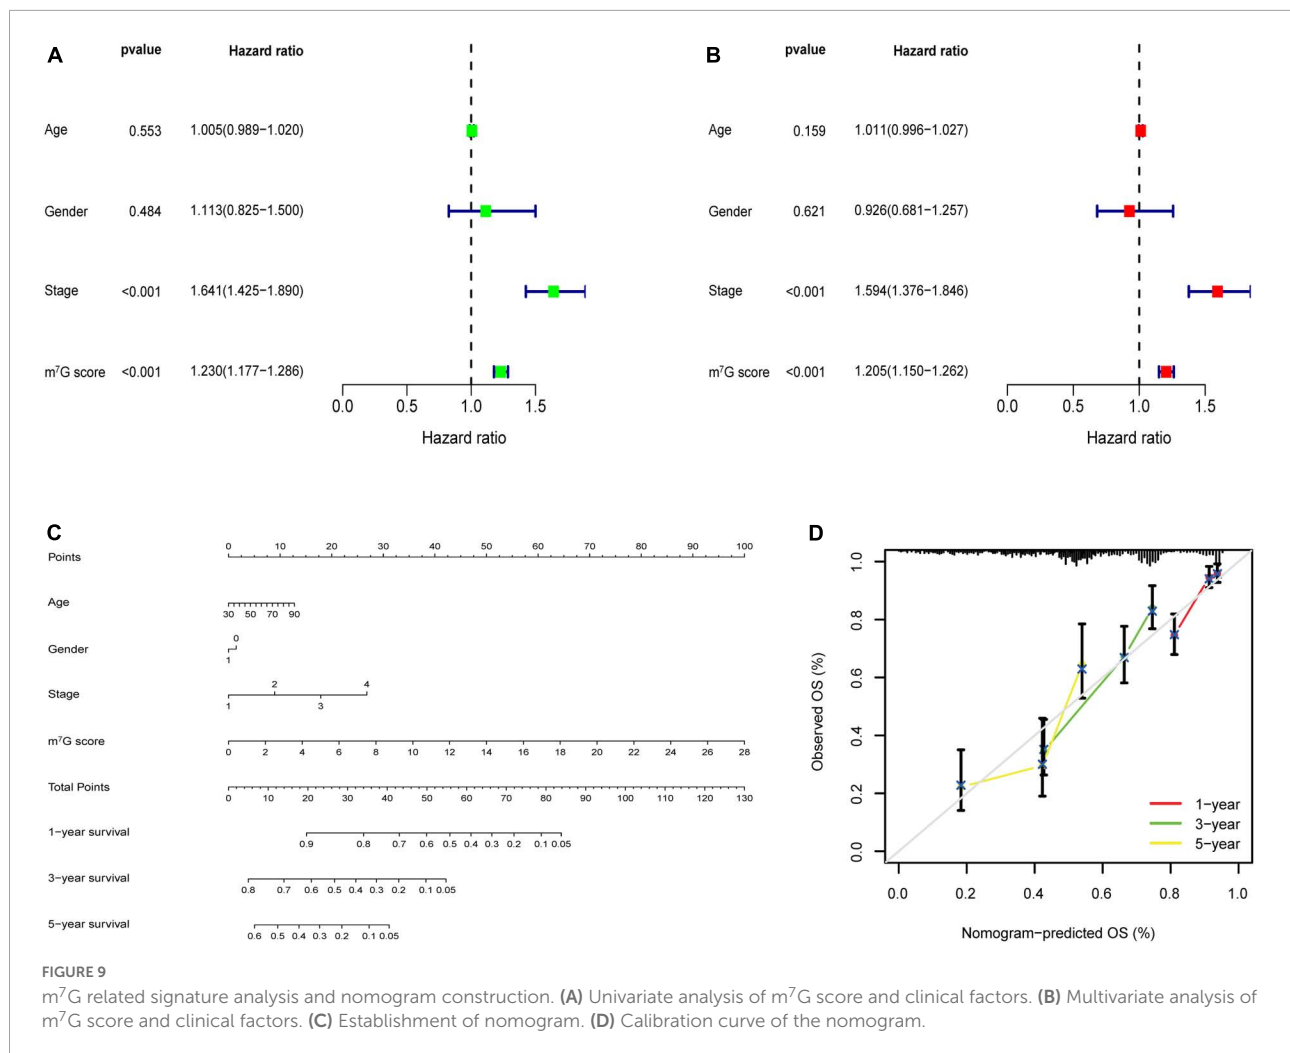 A pvalue Hazard ratio
Age 0.553 1.005(0.989−1.020)
Gender 0.484 1.113(0.825−1.500)
Stage <0.001 1.641(1.425−1.890)
m⁷G score <0.001 1.230(1.177−1.286)
0.0 0.5 1.0 1.5
Hazard ratio
B pvalue Hazard ratio
Age 0.159 1.011(0.996−1.027)
Gender 0.621 0.926(0.681−1.257)
Stage <0.001 1.594(1.376−1.846)
m⁷G score <0.001 1.205(1.150−1.262)
0.0 0.5 1.0 1.5
Hazard ratio
C
Points 0 10 20 30 40 50 60 70 80 90 100
Age
30 50 70 90
0
Gender
1
2 4
Stage
1 3
m⁷G score
0 2 4 6 8 10 12 14 16 18 20 22 24 26 28
Total Points
0 10 20 30 40 50 60 70 80 90 100 110 120 130
1−year survival
0.9 0.8 0.7 0.6 0.5 0.4 0.3 0.2 0.1 0.05
3−year survival
0.8 0.7 0.6 0.5 0.4 0.3 0.2 0.1 0.05
5−year survival
0.6 0.5 0.4 0.3 0.2 0.1 0.05
D
Observed OS (%)
1.0
0.8
0.6
0.4
0.2
0.0
1−year
3−year
5−year
0.0 0.2 0.4 0.6 0.8 1.0
Nomogram−predicted OS (%)
FIGURE 9
m⁷G related signature analysis and nomogram construction. (A) Univariate analysis of m⁷G score and clinical factors. (B) Multivariate analysis of
m⁷G score and clinical factors. (C) Establishment of nomogram. (D) Calibration curve of the nomogram.